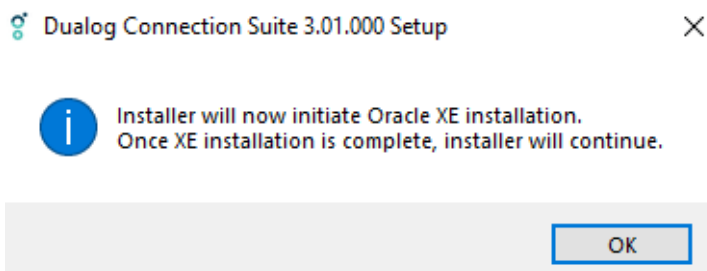 Dualog Connection Suite 3.01.000 Setup
Installer will now initiate Oracle XE installation.
Once XE installation is complete, installer will continue.
OK